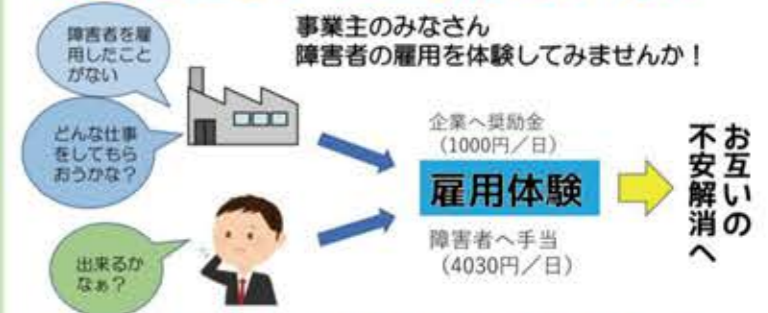 事業主のみなさん
障害者の雇用を体験してみませんか！
障害者を雇
用したこと
がない
どんな仕事
をしてもら
おうかな？
出来るか
なぁ？
企業へ奨励金
（1000円／日）
雇用体験
障害者へ手当
（4030円／日）
お互いの
不安解消へ